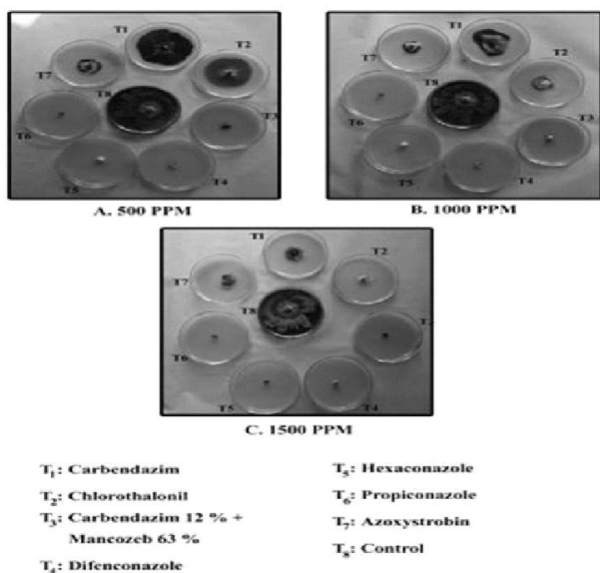 T1
T2
T7
T8
T3
T6
T5
T4
A. 500 PPM
T1
T2
T7
T8
T3
T6
T5
T4
B. 1000 PPM
T1
T2
T7
T8
T6
T5
T4
C. 1500 PPM
T1: Carbendazim
T2: Chlorothalonil
T3: Carbendazim 12 % +
Mancozeb 63 %
T4: Difenconazole
T5: Hexaconazole
T6: Propiconazole
T7: Azoxystrobin
T8: Control